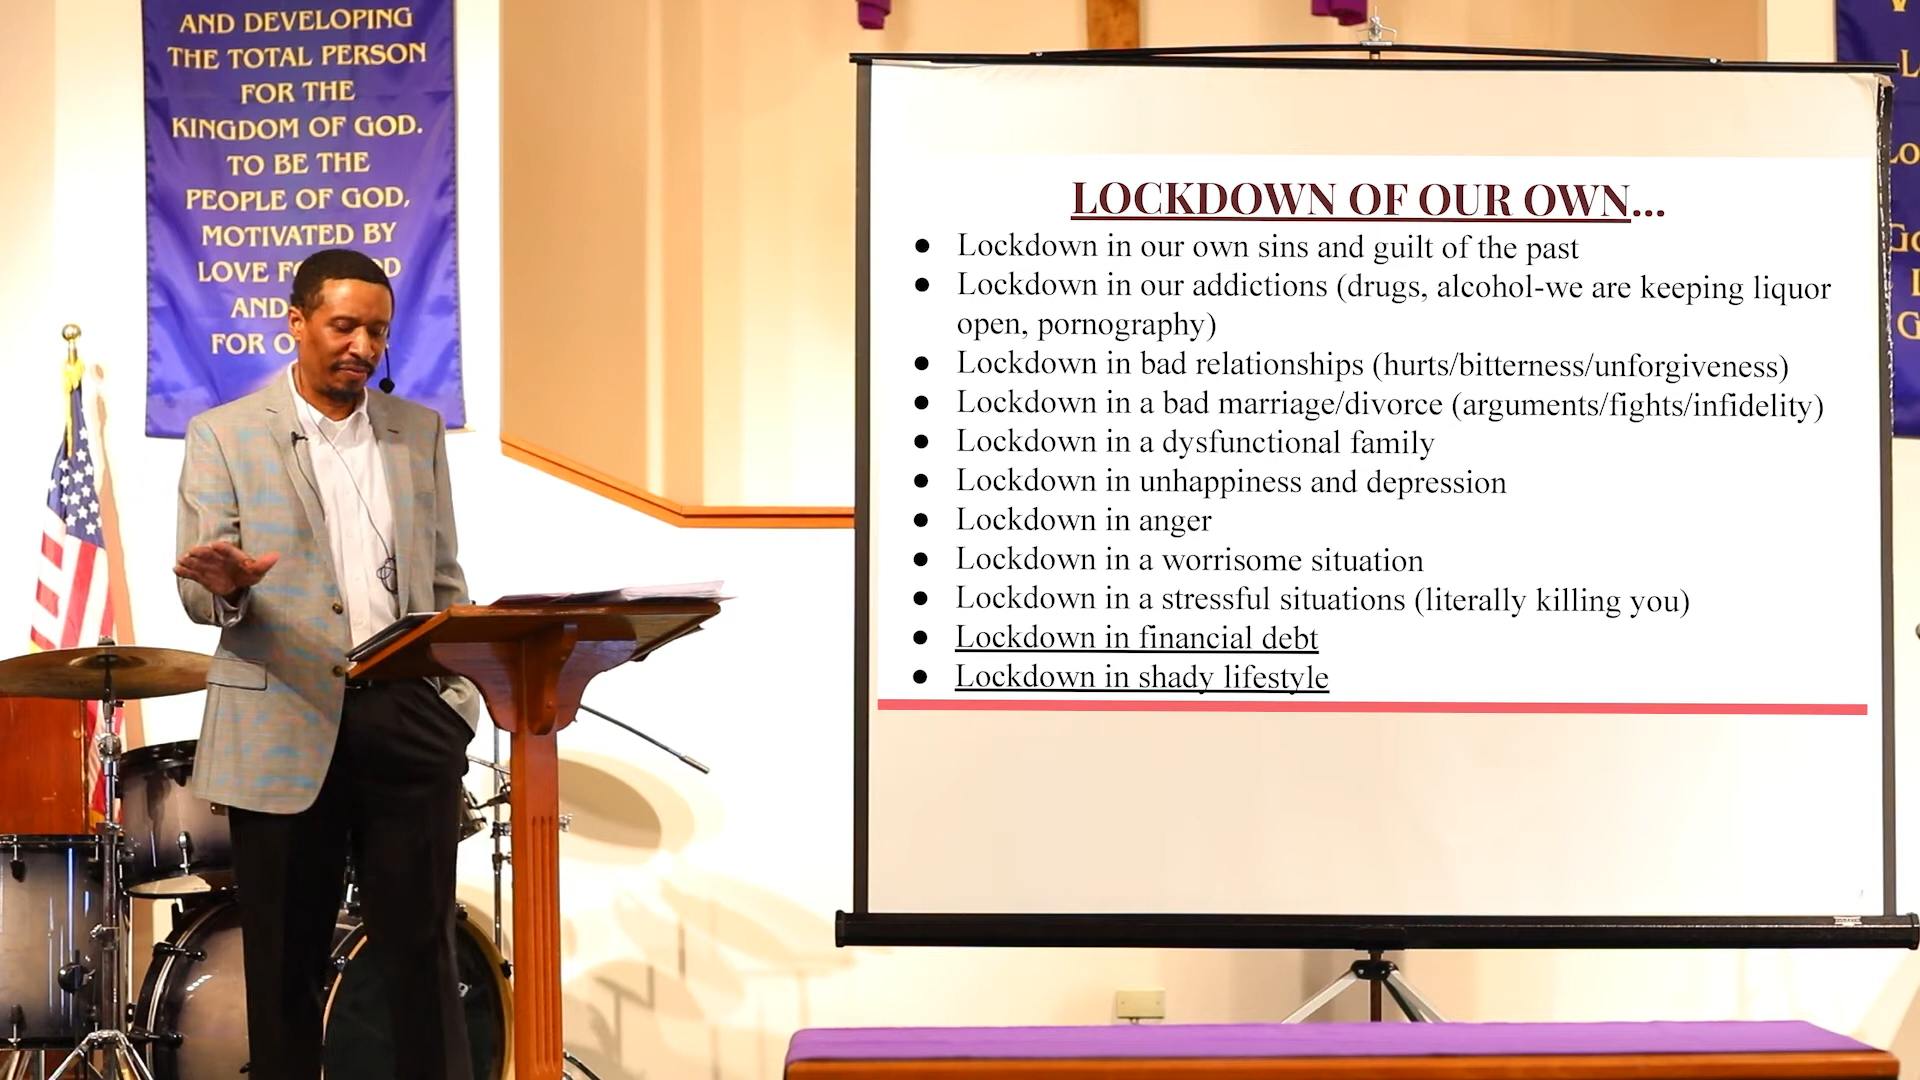 AND DEVELOPING
THE TOTAL PERSON
FOR THE
KINGDOM OF GOD.
TO BE THE
PEOPLE OF GOD,
MOTIVATED BY
LOVE
AND
FOR
LOCKDOWN OF OUR OWN...
● Lockdown in our own sins and guilt of the past
● Lockdown in our addictions (drugs, alcohol-we are keeping liquor
open, pornography)
● Lockdown in bad relationships (hurts/bitterness/unforgiveness)
● Lockdown in a bad marriage/divorce (arguments/fights/infidelity)
● Lockdown in a dysfunctional family
● Lockdown in unhappiness and depression
● Lockdown in anger
● Lockdown in a worrisome situation
● Lockdown in a stressful situations (literally killing you)
● Lockdown in financial debt
● Lockdown in shady lifestyle